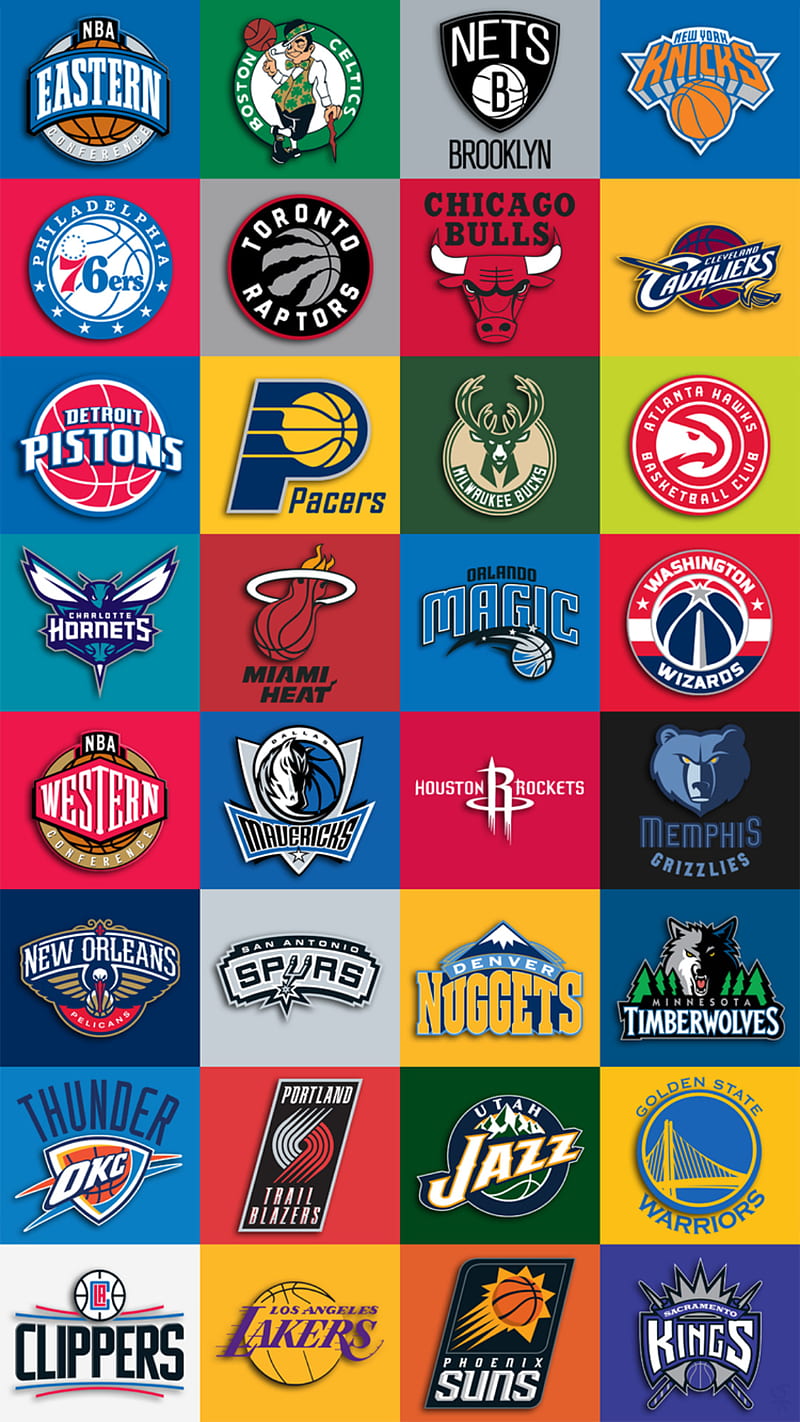 NBA
EASTERN
CONFERENCE
BOSTON CELTICS
NETS
B
BROOKLYN
NEW YORK
KNICKS
PHILADELPHIA
76ers
TORONTO
RAPTORS
CHICAGO
BULLS
CLEVELAND
CAVALIERS
DETROIT
PISTONS
Pacers
MILWAUKEE BUCKS
ATLANTA HAWKS
BASKETBALL CLUB
CHARLOTTE
HORNETS
MIAMI
HEAT
ORLANDO
MAGIC
WASHINGTON
WIZARDS
NBA
WESTERN
CONFERENCE
DALLAS
MAVERICKS
HOUSTON R ROCKETS
MEMPHIS
GRIZZLIES
NEW ORLEANS
PELICANS
SAN ANTONIO
SPURS
DENVER
NUGGETS
MINNESOTA
TIMBERWOLVES
THUNDER
OKC
PORTLAND
TRAIL
BLAZERS
UTAH
JAZZ
GOLDEN STATE
WARRIORS
LA
CLIPPERS
LOS ANGELES
LAKERS
PHOENIX
SUNS
SACRAMENTO
KINGS